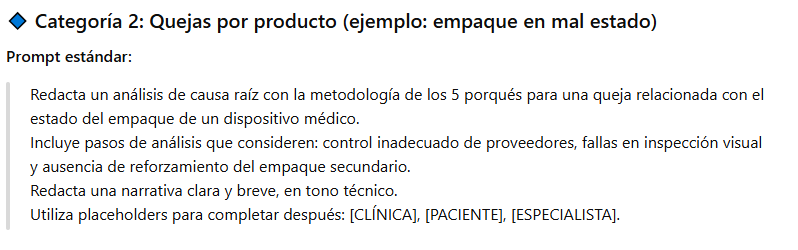 Categoría 2: Quejas por producto (ejemplo: empaque en mal estado)
Prompt estándar:
Redacta un análisis de causa raíz con la metodología de los 5 porqués para una queja relacionada con el
estado del empaque de un dispositivo médico.
Incluye pasos de análisis que consideren: control inadecuado de proveedores, fallas en inspección visual
y ausencia de reforzamiento del empaque secundario.
Redacta una narrativa clara y breve, en tono técnico.
Utiliza placeholders para completar después: [CLÍNICA], [PACIENTE], [ESPECIALISTA].